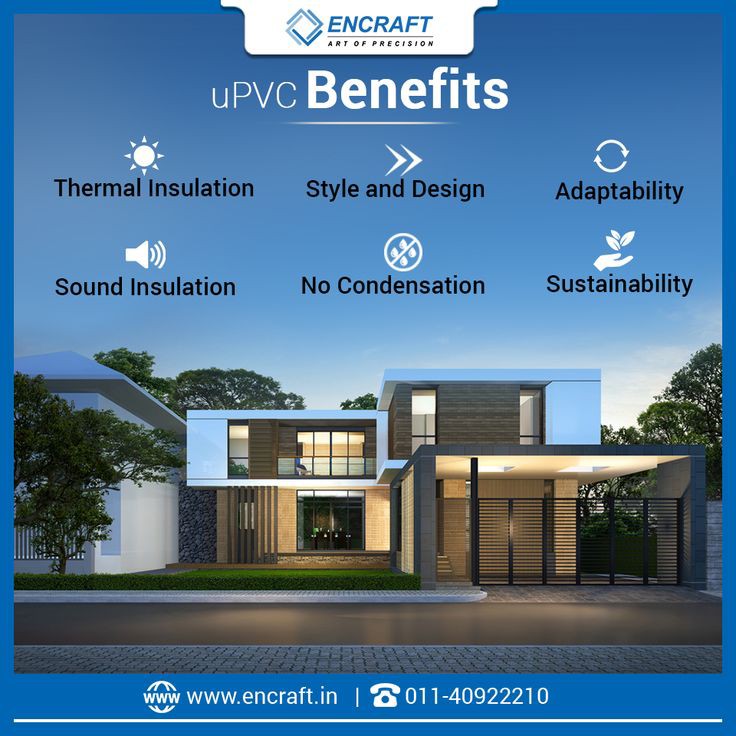 ENCRAFT
ART OF PRECISION
uPVC Benefits
Thermal Insulation
Style and Design
Adaptability
Sound Insulation
No Condensation
Sustainability
www www.encraft.in | 011-40922210